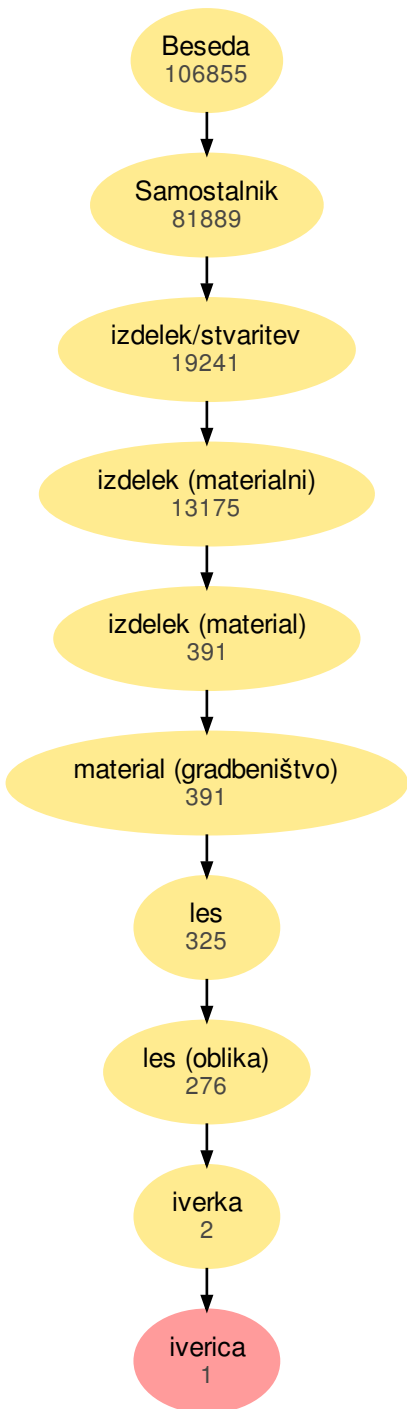 Beseda
106855
Samostalnik
81889
izdelek/stvaritev
19241
izdelek (materialni)
13175
izdelek (material)
391
material (gradbeništvo)
391
les
325
les (oblika)
276
iverka
2
iverica
1